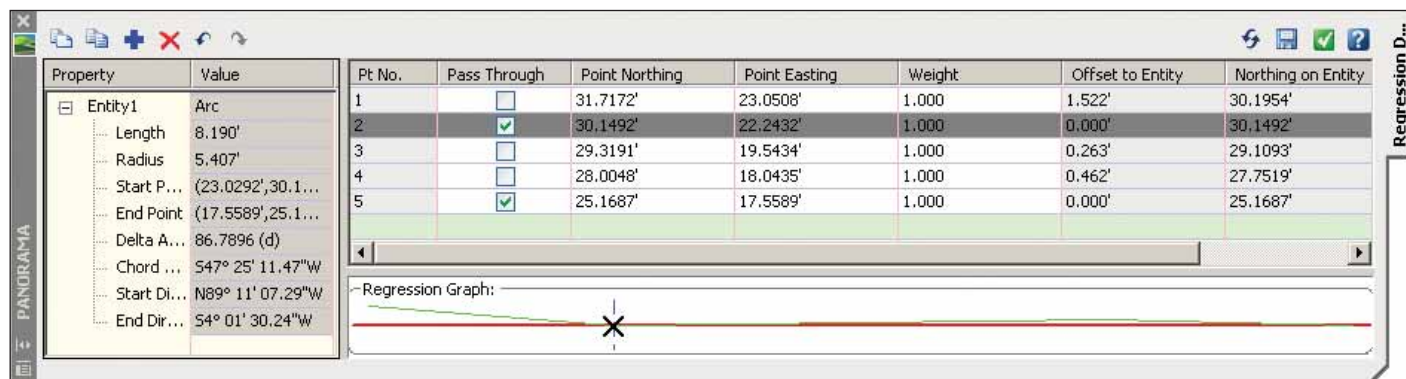 Property Value
Entity1 Arc
Length 8.190'
Radius 5.407'
Start P... (23.0292',30.1...
End Point (17.5589',25.1...
Delta A... 86.7896 (d)
Chord ... S47° 25' 11.47"W
Start Di... N89° 11' 07.29"W
End Dir... S4° 01' 30.24"W
Pt No. Pass Through Point Northing Point Easting Weight Offset to Entity Northing on Entity
1 31.7172' 23.0508' 1.000 1.522' 30.1954'
2 30.1492' 22.2432' 1.000 0.000' 30.1492'
3 29.3191' 19.5434' 1.000 0.263' 29.1093'
4 28.0048' 18.0435' 1.000 0.462' 27.7519'
5 25.1687' 17.5589' 1.000 0.000' 25.1687'
Regression Graph:
PANORAMA
Regression D...